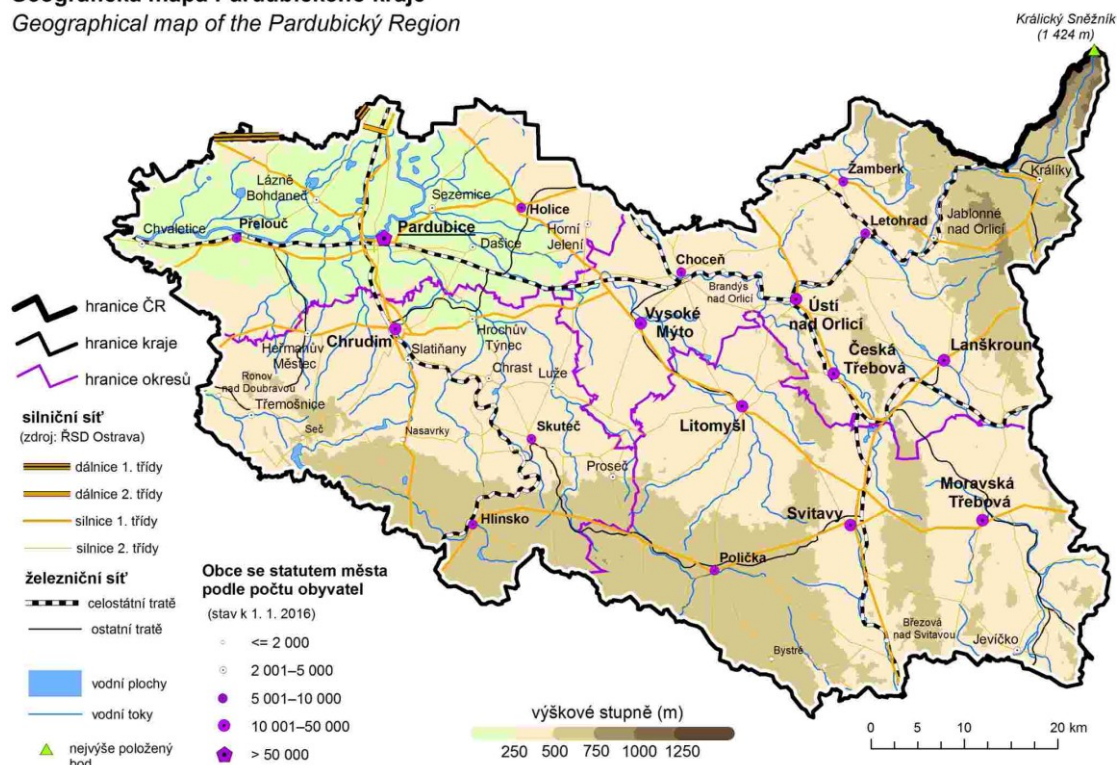 Geografická mapa Pardubického kraje
Geographical map of the Pardubický Region
Králický Sněžník
(1 424 m)
Žamberk
Králíky
Lázně
Bohdaneč
Sezemice
Holice
Letohrad
Jablonné
nad Orlicí
Chvaletice
Přelouč
Pardubice
Horní
Jelení
Dašice
Choceň
Brandýs
nad Orlicí
Ústí
nad Orlicí
Vysoké
Mýto
Hrochův
Týnec
Chrudim
Heřmanův
Městec
Slatiňany
Česká
Třebová
Lanškroun
Ronov
nad Doubravou
Chrast
Luže
Třemošnice
Seč
Nasavrky
Skuteč
Litomyšl
Proseč
Moravská
Třebová
Hlinsko
Svitavy
Polička
Březová
nad Svitavou
Jevíčko
Bystré
hranice ČR
hranice kraje
hranice okresů
silniční síť
(zdroj: ŘSD Ostrava)
dálnice 1. třídy
dálnice 2. třídy
silnice 1. třídy
silnice 2. třídy
železniční síť
celostátní tratě
ostatní tratě
vodní plochy
vodní toky
nejvýše položený
bod
Obce se statutem města
podle počtu obyvatel
(stav k 1. 1. 2016)
<= 2 000
2 001–5 000
5 001–10 000
10 001–50 000
> 50 000
výškové stupně (m)
250 500 750 1000 1250
0 5 10 20 km